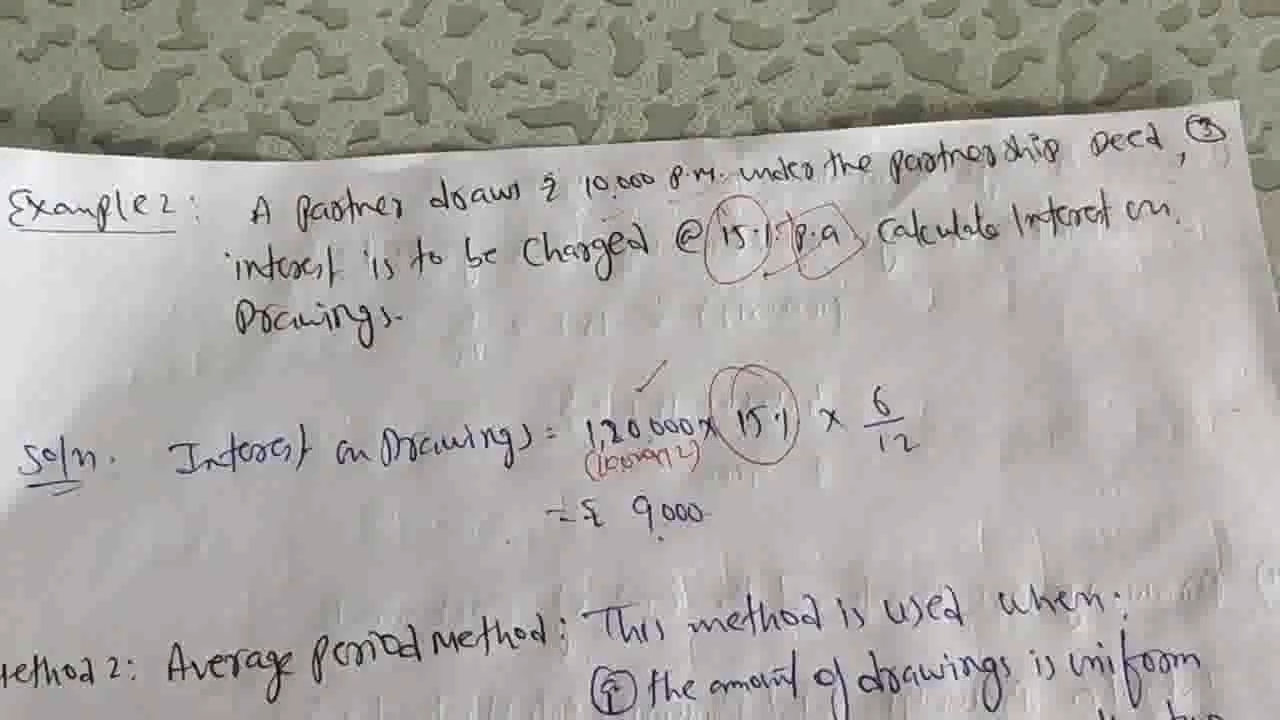 Example 2: A partner draws ₹ 10,000 p.m. under the partnership Deed, ③
interest is to be charged @ 15% p.a Calculate Interest on
Drawings.
Soln. Interest on Drawings = 1,20,000 x 15% x 6/12
(10000x12)
= ₹ 9,000
Method 2: Average period Method: This method is used when:
① the amount of drawings is uniform